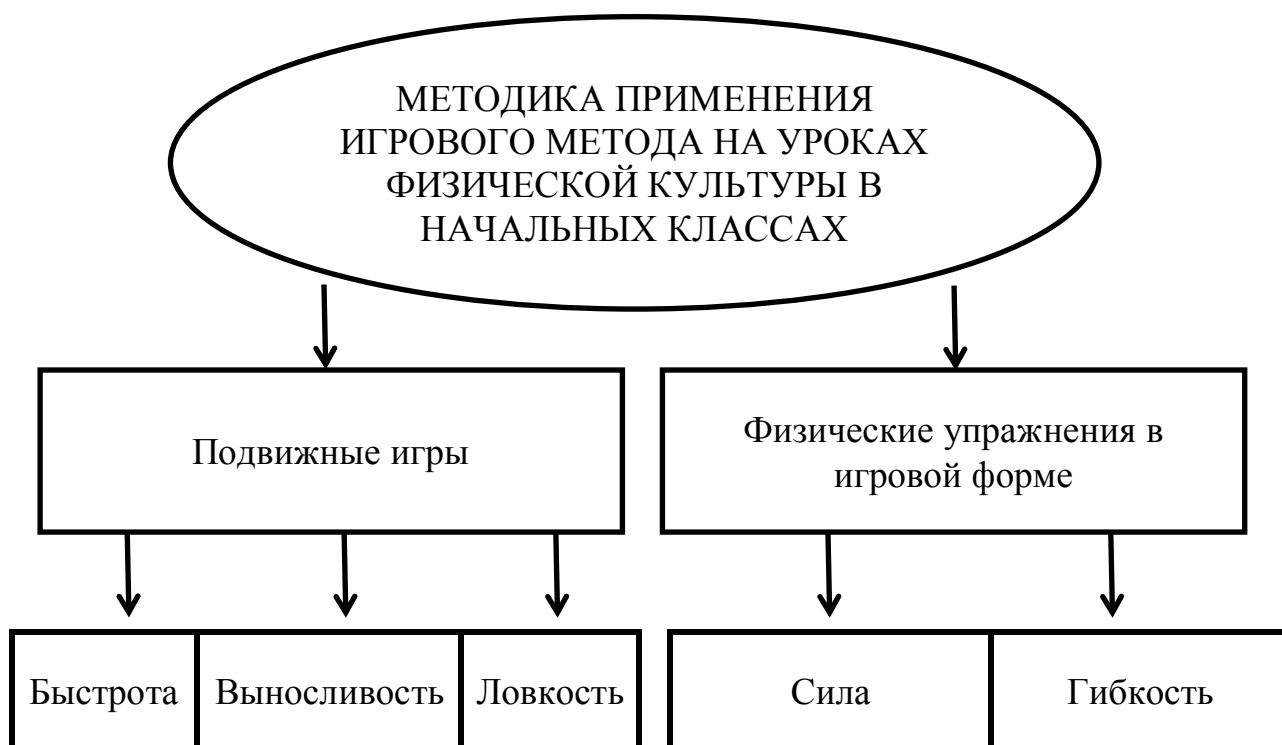 МЕТОДИКА ПРИМЕНЕНИЯ
ИГРОВОГО МЕТОДА НА УРОКАХ
ФИЗИЧЕСКОЙ КУЛЬТУРЫ В
НАЧАЛЬНЫХ КЛАССАХ
Подвижные игры
Физические упражнения в
игровой форме
Быстрота
Выносливость
Ловкость
Сила
Гибкость